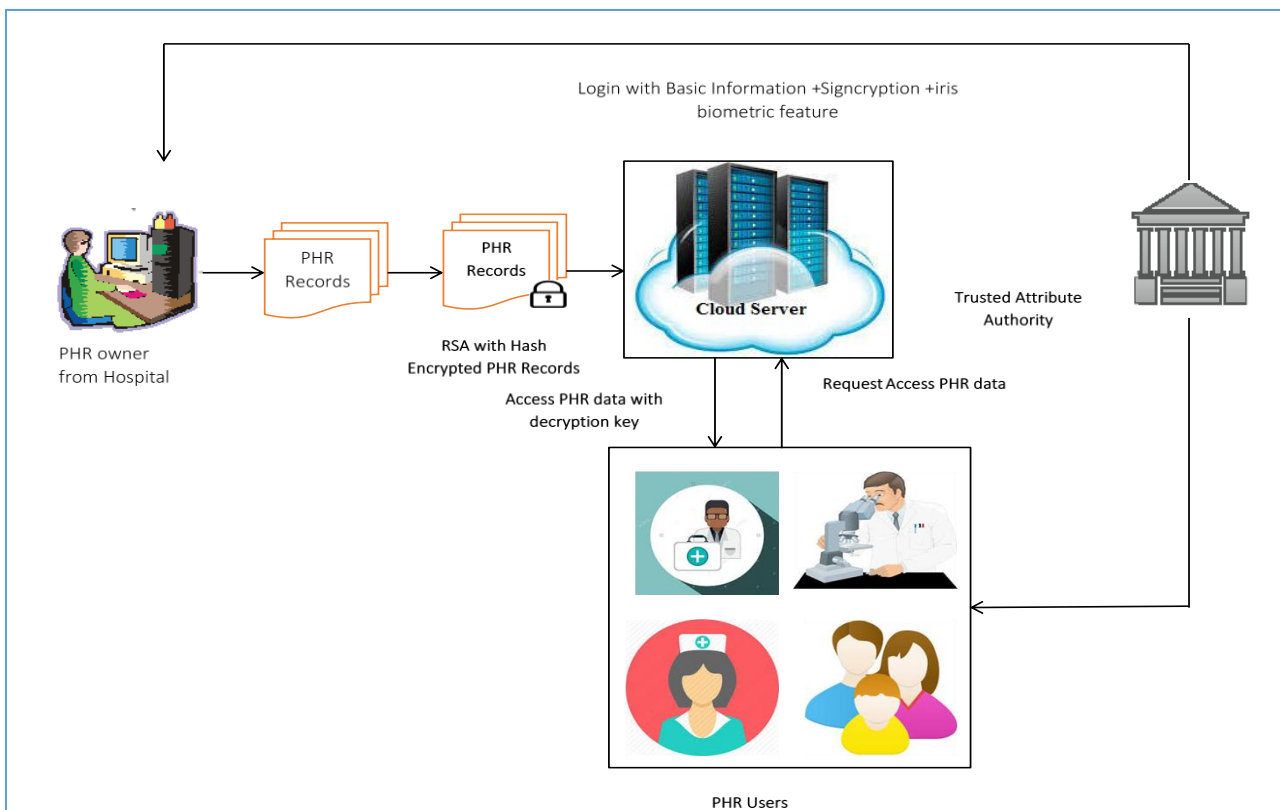 Login with Basic Information +Signcryption +iris
biometric feature
PHR
Records
PHR
Records
Cloud Server
Trusted Attribute
Authority
PHR owner
from Hospital
RSA with Hash
Encrypted PHR Records
Access PHR data with
decryption key
Request Access PHR data
PHR Users